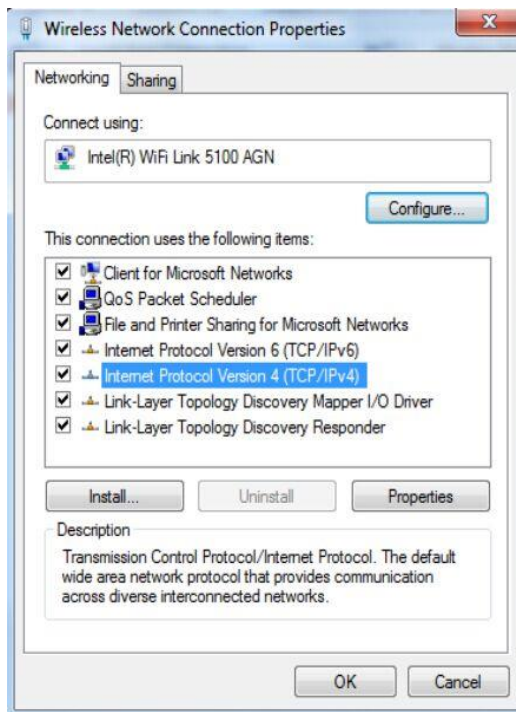 Wireless Network Connection Properties
Networking
Sharing
Connect using:
Intel(R) WiFi Link 5100 AGN
Configure...
This connection uses the following items:
Client for Microsoft Networks
QoS Packet Scheduler
File and Printer Sharing for Microsoft Networks
Internet Protocol Version 6 (TCP/IPv6)
Internet Protocol Version 4 (TCP/IPv4)
Link-Layer Topology Discovery Mapper I/O Driver
Link-Layer Topology Discovery Responder
Install...
Uninstall
Properties
Description
Transmission Control Protocol/Internet Protocol. The default
wide area network protocol that provides communication
across diverse interconnected networks.
OK
Cancel